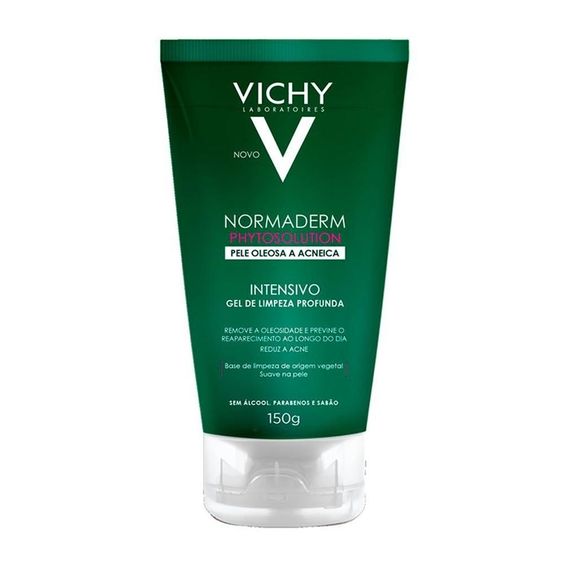 VICHY
LABORATOIRES
NOVO
NORMADERM
PHYTOSOLUTION
PELE OLEOSA A ACNEICA
INTENSIVO
GEL DE LIMPEZA PROFUNDA
REMOVE A OLEOSIDADE E PREVINE O
REAPARECIMENTO AO LONGO DO DIA
REDUZ A ACNE
Base de limpeza de origem vegetal
Suave na pele
SEM ÁLCOOL, PARABENOS E SABÃO
150g